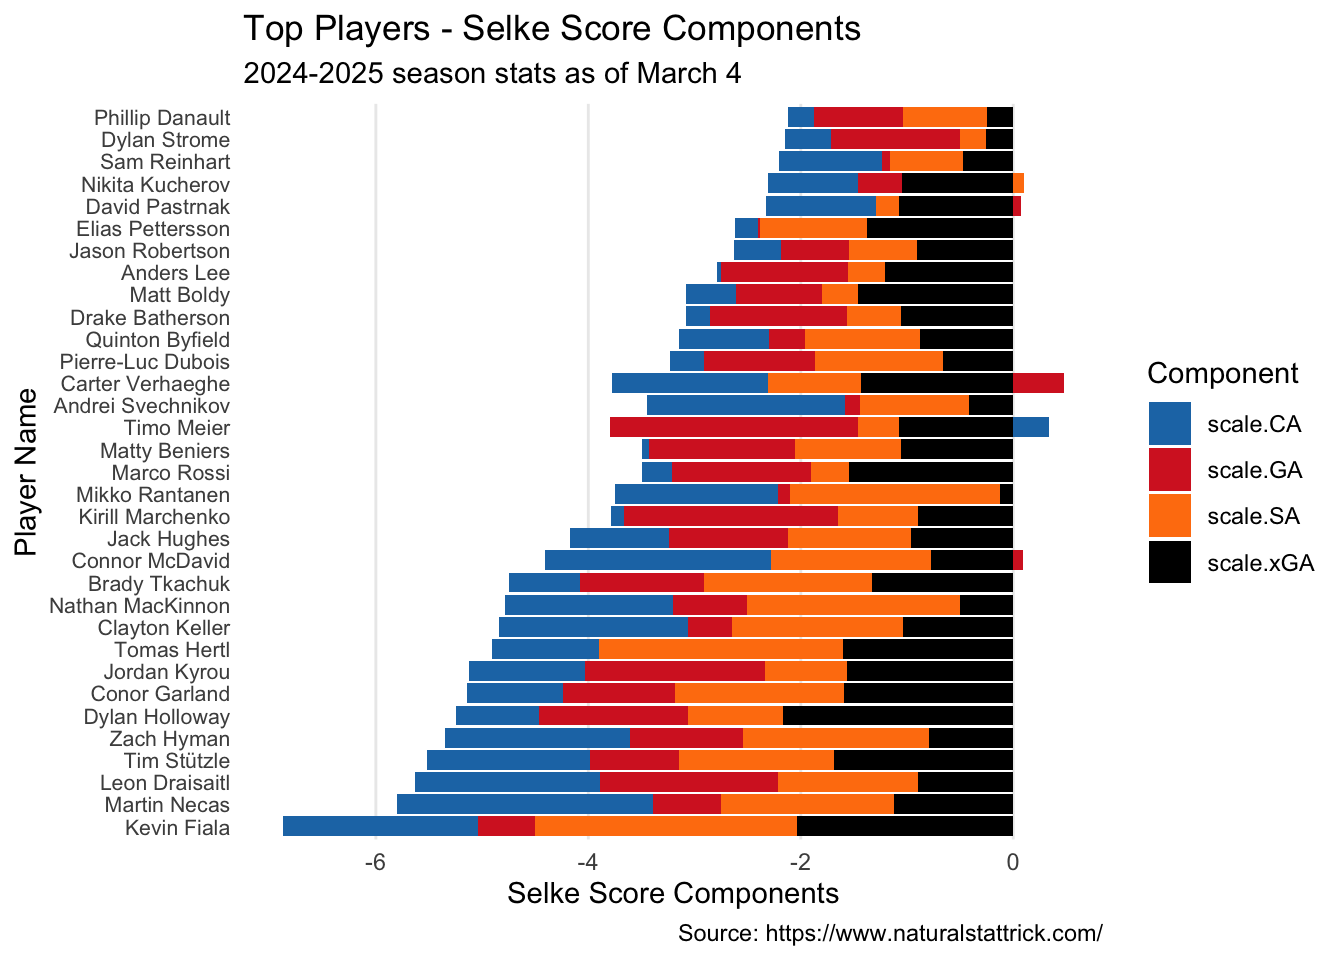 Top Players - Selke Score Components
2024-2025 season stats as of March 4
Player Name
Phillip Danault
Dylan Strome
Sam Reinhart
Nikita Kucherov
David Pastrnak
Elias Pettersson
Jason Robertson
Anders Lee
Matt Boldy
Drake Batherson
Quinton Byfield
Pierre-Luc Dubois
Carter Verhaeghe
Andrei Svechnikov
Timo Meier
Matty Beniers
Marco Rossi
Mikko Rantanen
Kirill Marchenko
Jack Hughes
Connor McDavid
Brady Tkachuk
Nathan MacKinnon
Clayton Keller
Tomas Hertl
Jordan Kyrou
Conor Garland
Dylan Holloway
Zach Hyman
Tim Stützle
Leon Draisaitl
Martin Necas
Kevin Fiala
-6 -4 -2 0
Selke Score Components
Component
scale.CA
scale.GA
scale.SA
scale.xGA
Source: https://www.naturalstattrick.com/